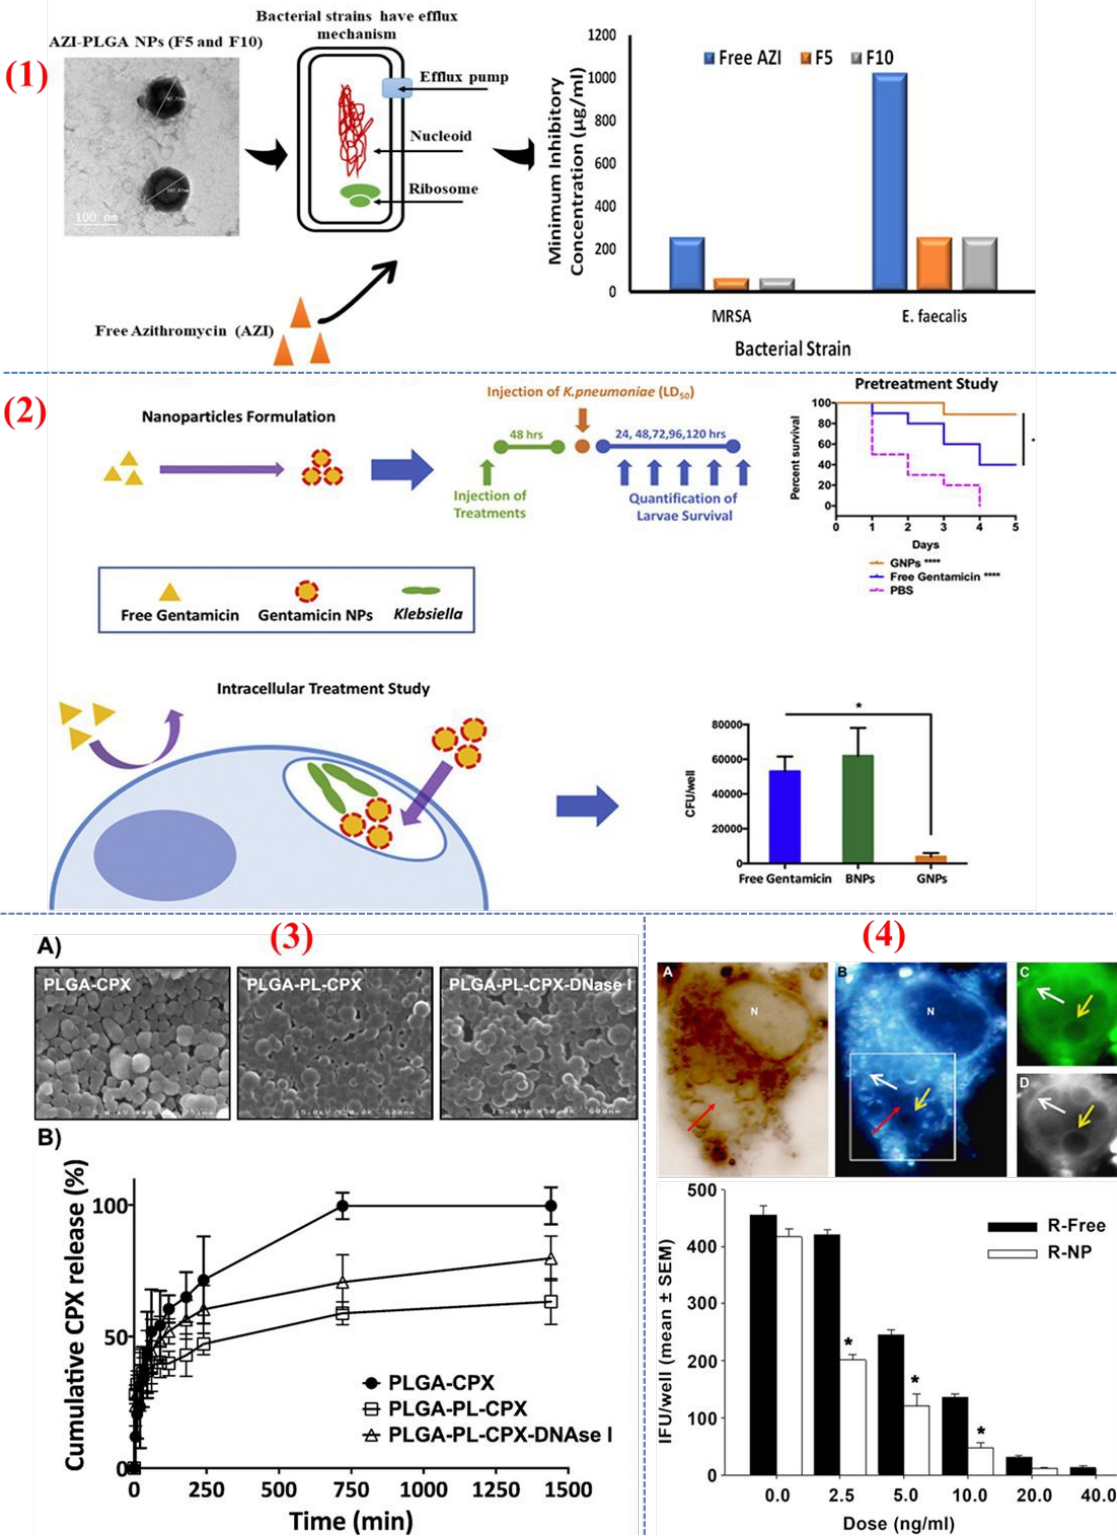 (1)
AZI-PLGA NPs (F5 and F10)
100 nm
Bacterial strains have efflux
mechanism
Efflux pump
Nucleoid
Ribosome
Free Azithromycin (AZI)
Minimum Inhibitory
Concentration (µg/ml)
1200
1000
800
600
400
200
0
Free AZI
F5
F10
MRSA
E. faecalis
Bacterial Strain
(2)
Nanoparticles Formulation
Injection of K.pneumoniae (LD50)
48 hrs
24, 48,72,96,120 hrs
Injection of
Treatments
Quantification of
Larvae Survival
Pretreatment Study
Percent survival
100
80
60
40
20
0
0 1 2 3 4 5
Days
GNPs ****
Free Gentamicin ****
PBS
Free Gentamicin
Gentamicin NPs
Klebsiella
Intracellular Treatment Study
CFU/well
80000
60000
40000
20000
0
*
Free Gentamicin
BNPs
GNPs
(3)
A)
PLGA-CPX
PLGA-PL-CPX
PLGA-PL-CPX-DNase I
B)
Cumulative CPX release (%)
100
50
0
0 250 500 750 1000 1250 1500
Time (min)
PLGA-CPX
PLGA-PL-CPX
PLGA-PL-CPX-DNAse I
(4)
A
N
B
N
C
D
IFU/well (mean ± SEM)
500
400
300
200
100
0
R-Free
R-NP
*
*
*
0.0 2.5 5.0 10.0 20.0 40.0
Dose (ng/ml)